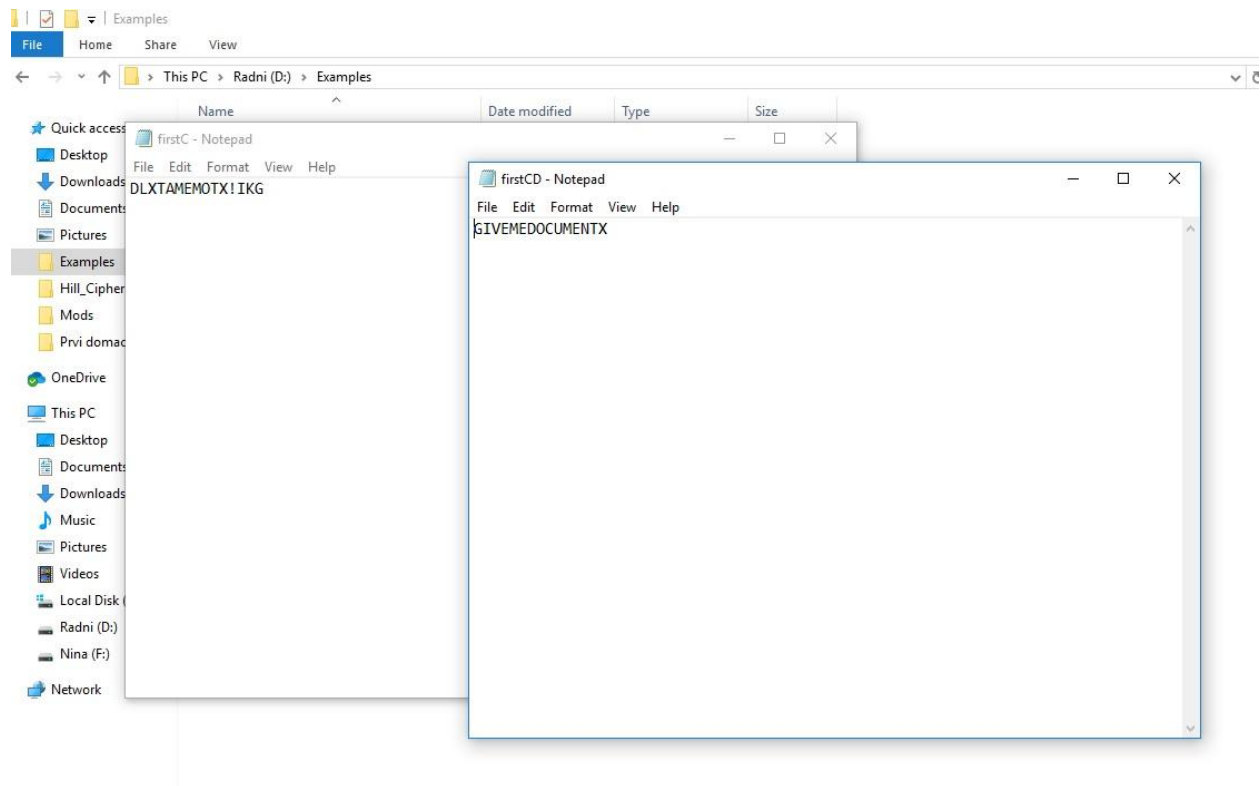 Examples
File Home Share View
This PC > Radni (D:) > Examples
Name Date modified Type Size
Quick access
Desktop
Downloads
Documents
Pictures
Examples
Hill_Cipher
Mods
Prvi domac
OneDrive
This PC
Desktop
Documents
Downloads
Music
Pictures
Videos
Local Disk (
Radni (D:)
Nina (F:)
Network
firstC - Notepad
File Edit Format View Help
DLXTAMEMOTX!IKG
firstCD - Notepad
File Edit Format View Help
GIVEMEDOCUMENTX